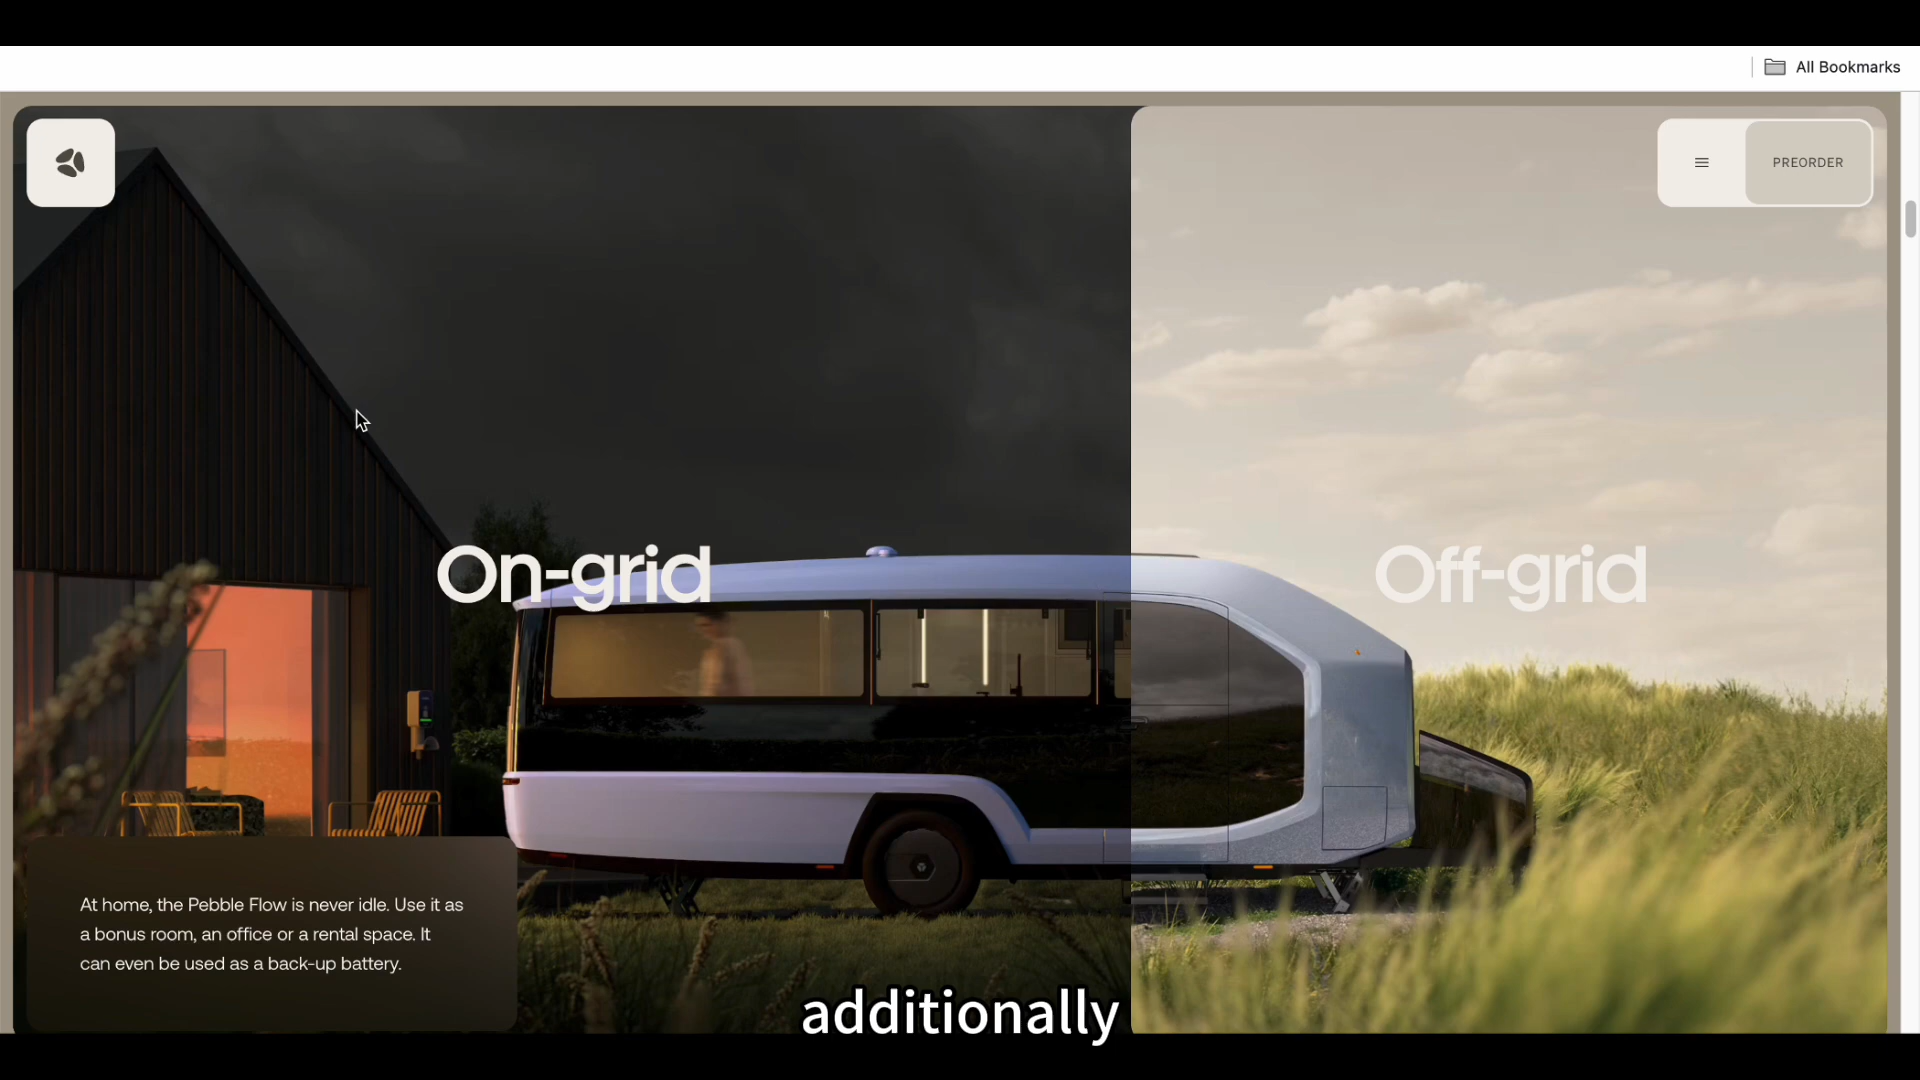 All Bookmarks
PREORDER
On-grid
Off-grid
At home, the Pebble Flow is never idle. Use it as
a bonus room, an office or a rental space. It
can even be used as a back-up battery.
additionally